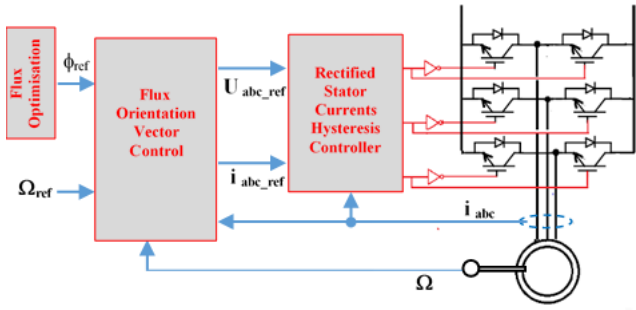 Flux
Optimisation
ϕref
Ωref
Flux
Orientation
Vector
Control
U abc_ref
i abc_ref
Rectified
Stator
Currents
Hysteresis
Controller
i abc
Ω